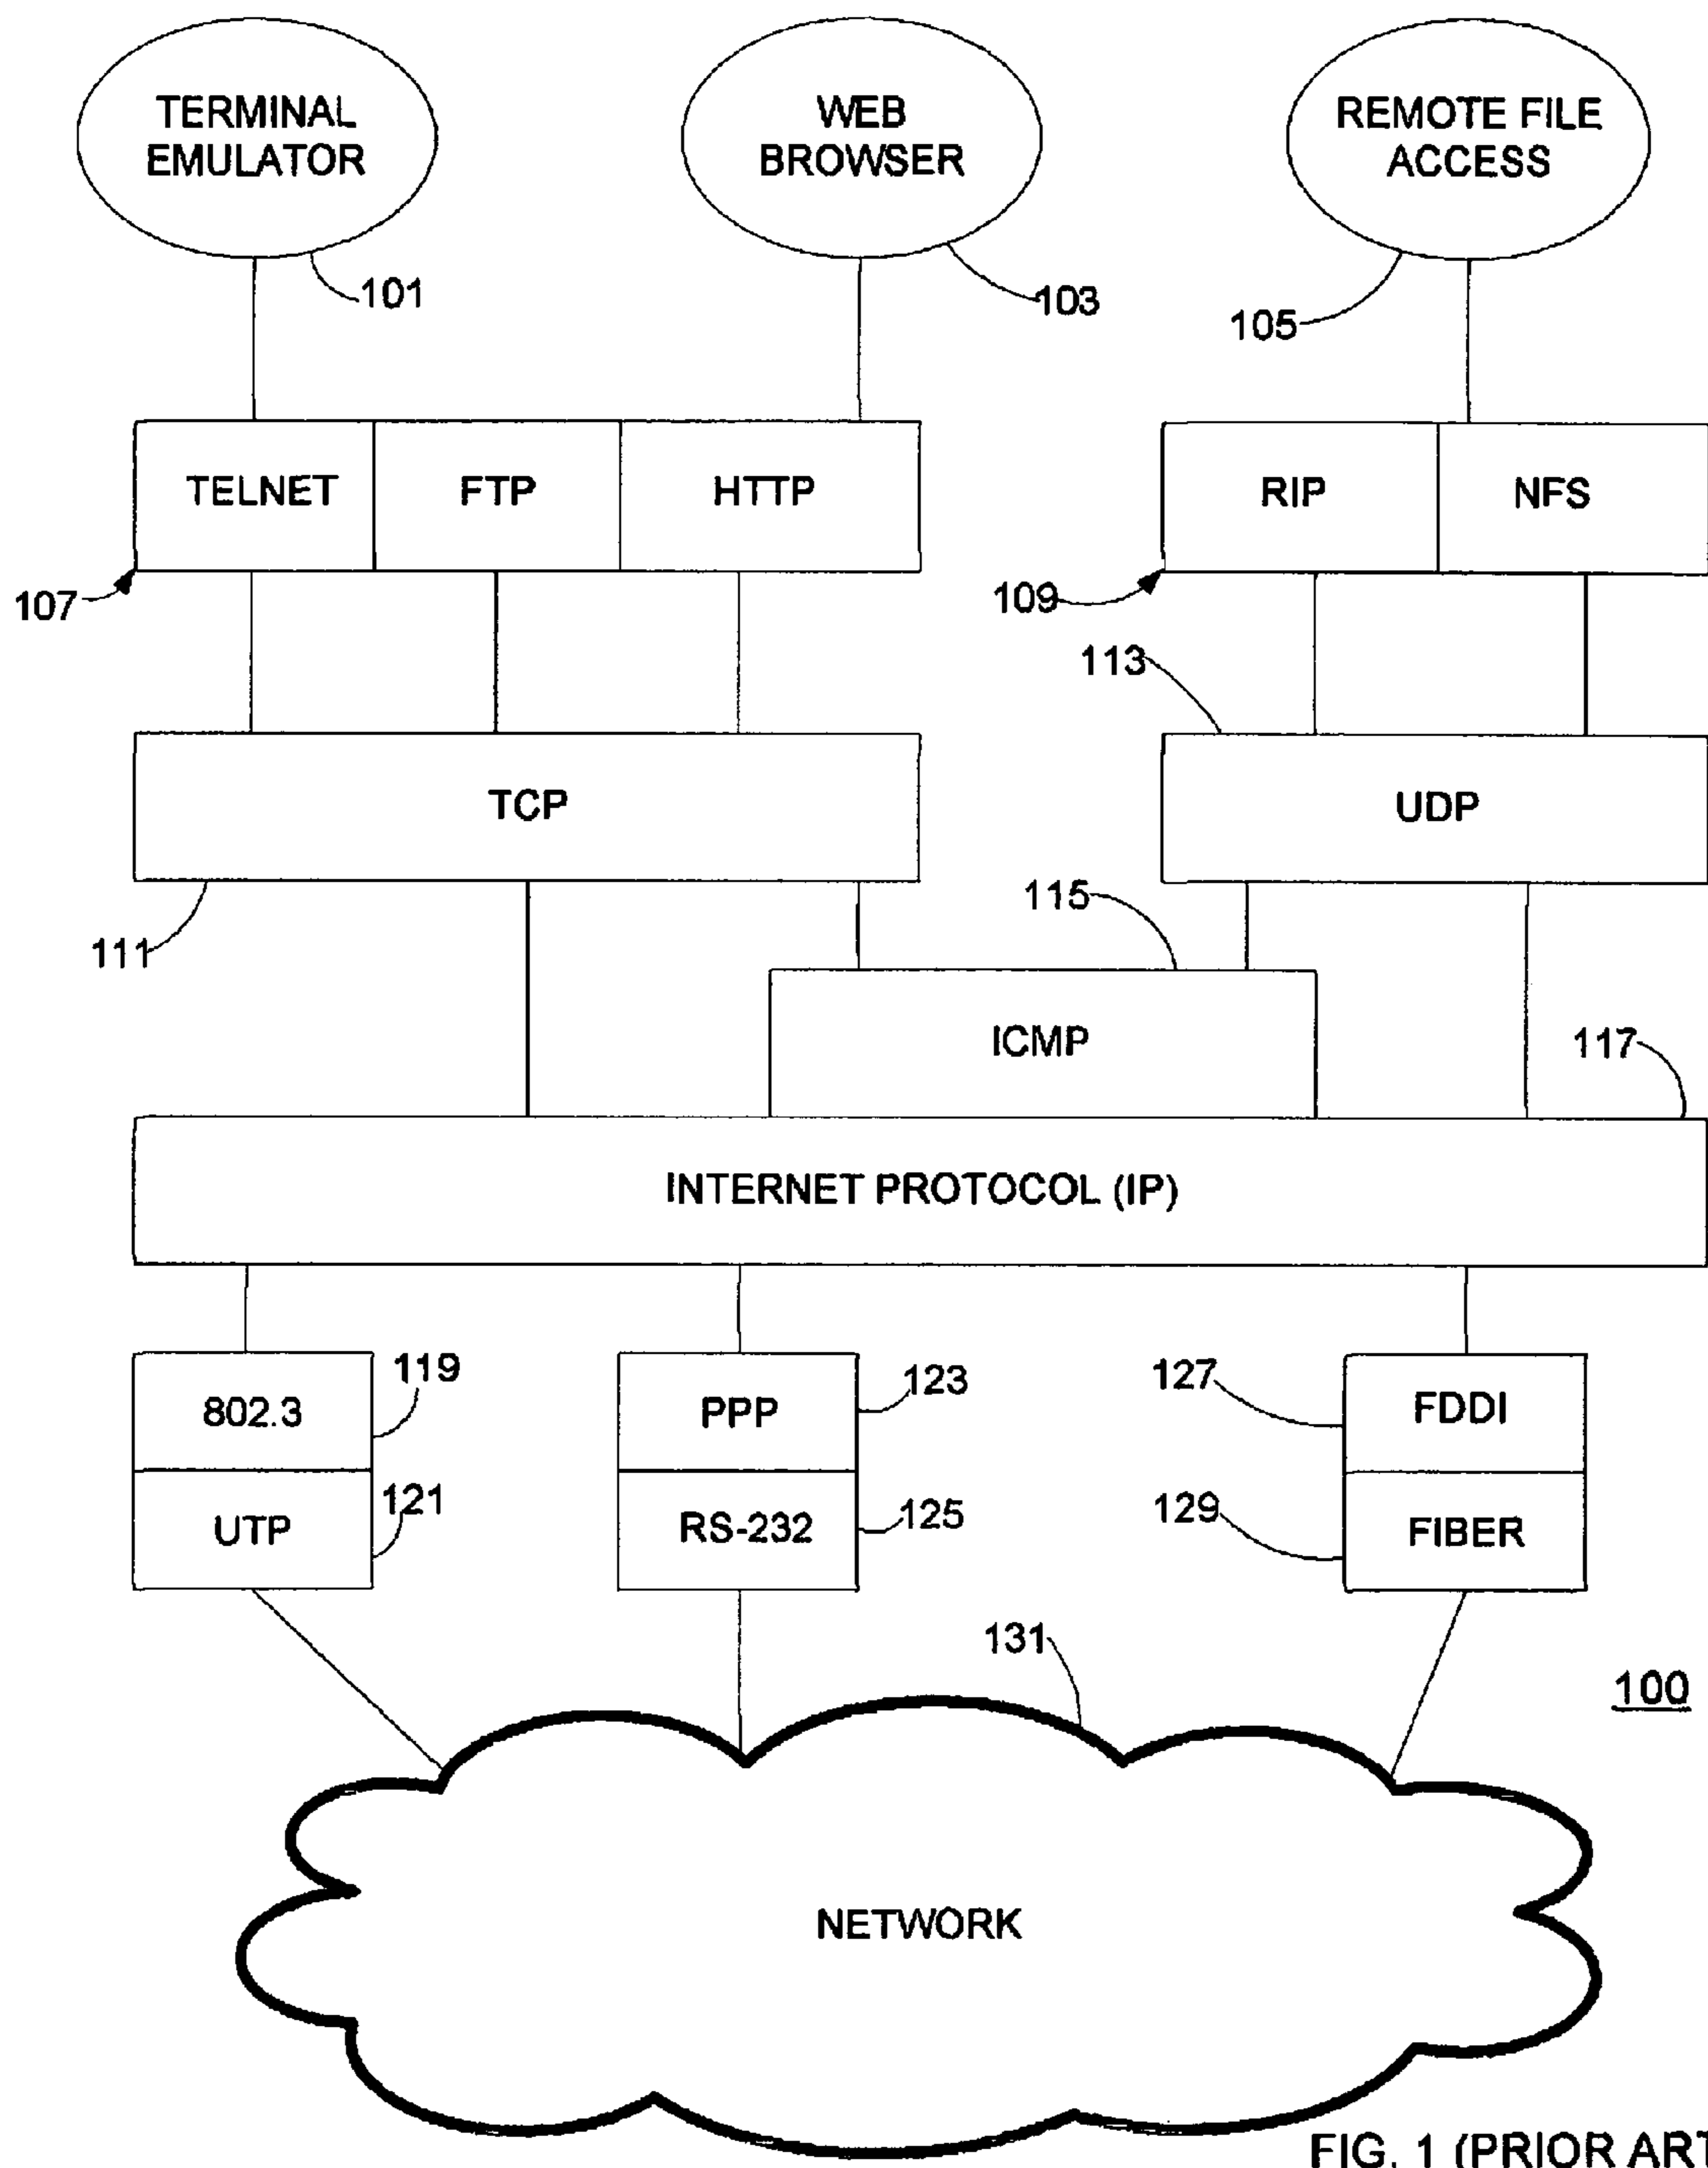 TERMINAL
EMULATOR
WEB
BROWSER
REMOTE FILE
ACCESS
101
103
105
TELNET
FTP
HTTP
RIP
NFS
107
109
113
TCP
UDP
111
115
ICMP
117
INTERNET PROTOCOL (IP)
802.3
119
PPP
123
127
FDDI
UTP
121
RS-232
125
129
FIBER
131
100
NETWORK
FIG. 1 (PRIOR ART